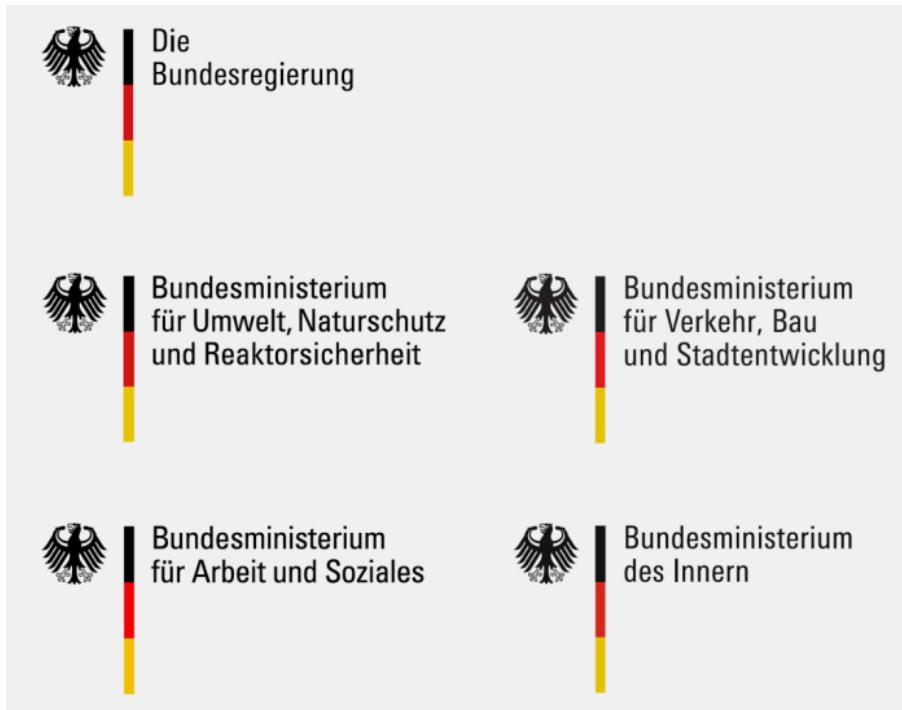 Die
Bundesregierung
Bundesministerium
für Umwelt, Naturschutz
und Reaktorsicherheit
Bundesministerium
für Verkehr, Bau
und Stadtentwicklung
Bundesministerium
für Arbeit und Soziales
Bundesministerium
des Innern